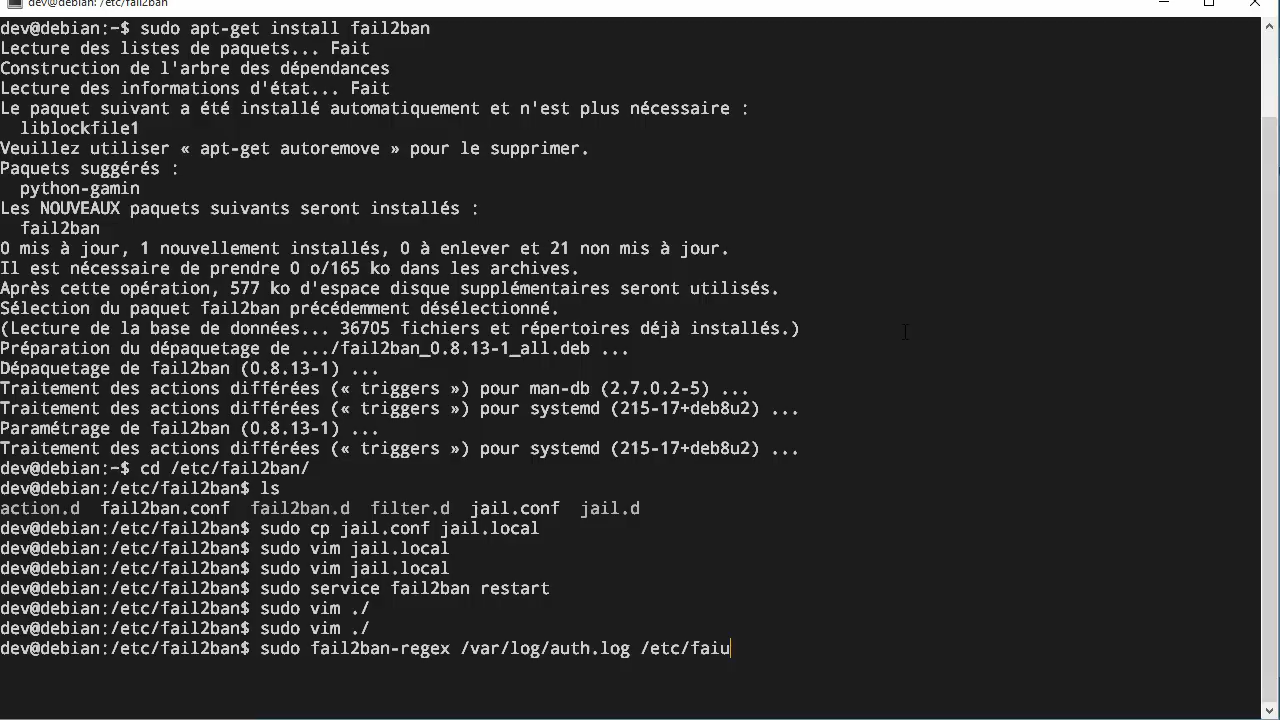 dev@debian: /etc/fail2ban
dev@debian:~$ sudo apt-get install fail2ban
Lecture des listes de paquets... Fait
Construction de l'arbre des dépendances
Lecture des informations d'état... Fait
Le paquet suivant a été installé automatiquement et n'est plus nécessaire :
  liblockfile1
Veuillez utiliser « apt-get autoremove » pour le supprimer.
Paquets suggérés :
  python-gamin
Les NOUVEAUX paquets suivants seront installés :
  fail2ban
0 mis à jour, 1 nouvellement installés, 0 à enlever et 21 non mis à jour.
Il est nécessaire de prendre 0 o/165 ko dans les archives.
Après cette opération, 577 ko d'espace disque supplémentaires seront utilisés.
Sélection du paquet fail2ban précédemment désélectionné.
(Lecture de la base de données... 36705 fichiers et répertoires déjà installés.)
Préparation du dépaquetage de .../fail2ban_0.8.13-1_all.deb ...
Dépaquetage de fail2ban (0.8.13-1) ...
Traitement des actions différées (« triggers ») pour man-db (2.7.0.2-5) ...
Traitement des actions différées (« triggers ») pour systemd (215-17+deb8u2) ...
Paramétrage de fail2ban (0.8.13-1) ...
Traitement des actions différées (« triggers ») pour systemd (215-17+deb8u2) ...
dev@debian:~$ cd /etc/fail2ban/
dev@debian:/etc/fail2ban$ ls
action.d  fail2ban.conf  fail2ban.d  filter.d  jail.conf  jail.d
dev@debian:/etc/fail2ban$ sudo cp jail.conf jail.local
dev@debian:/etc/fail2ban$ sudo vim jail.local
dev@debian:/etc/fail2ban$ sudo vim jail.local
dev@debian:/etc/fail2ban$ sudo service fail2ban restart
dev@debian:/etc/fail2ban$ sudo vim ./
dev@debian:/etc/fail2ban$ sudo vim ./
dev@debian:/etc/fail2ban$ sudo fail2ban-regex /var/log/auth.log /etc/faiu